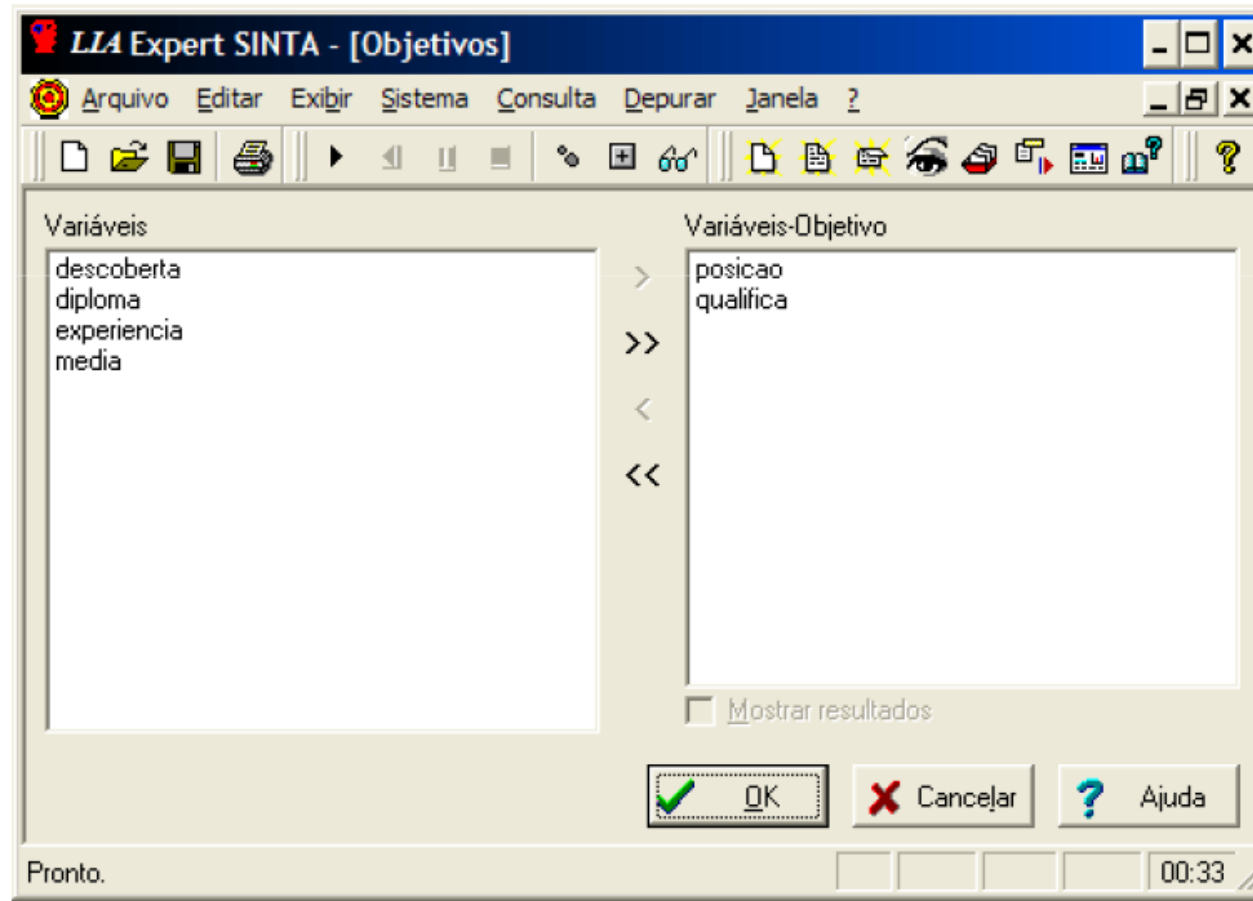 LIA Expert SINTA - [Objetivos]
Arquivo Editar Exibir Sistema Consulta Depurar Janela ?
Variáveis
Variáveis-Objetivo
descoberta
diploma
experiencia
media
>
>>
<
<<
posicao
qualifica
Mostrar resultados
OK
Cancelar
Ajuda
Pronto.
00:33